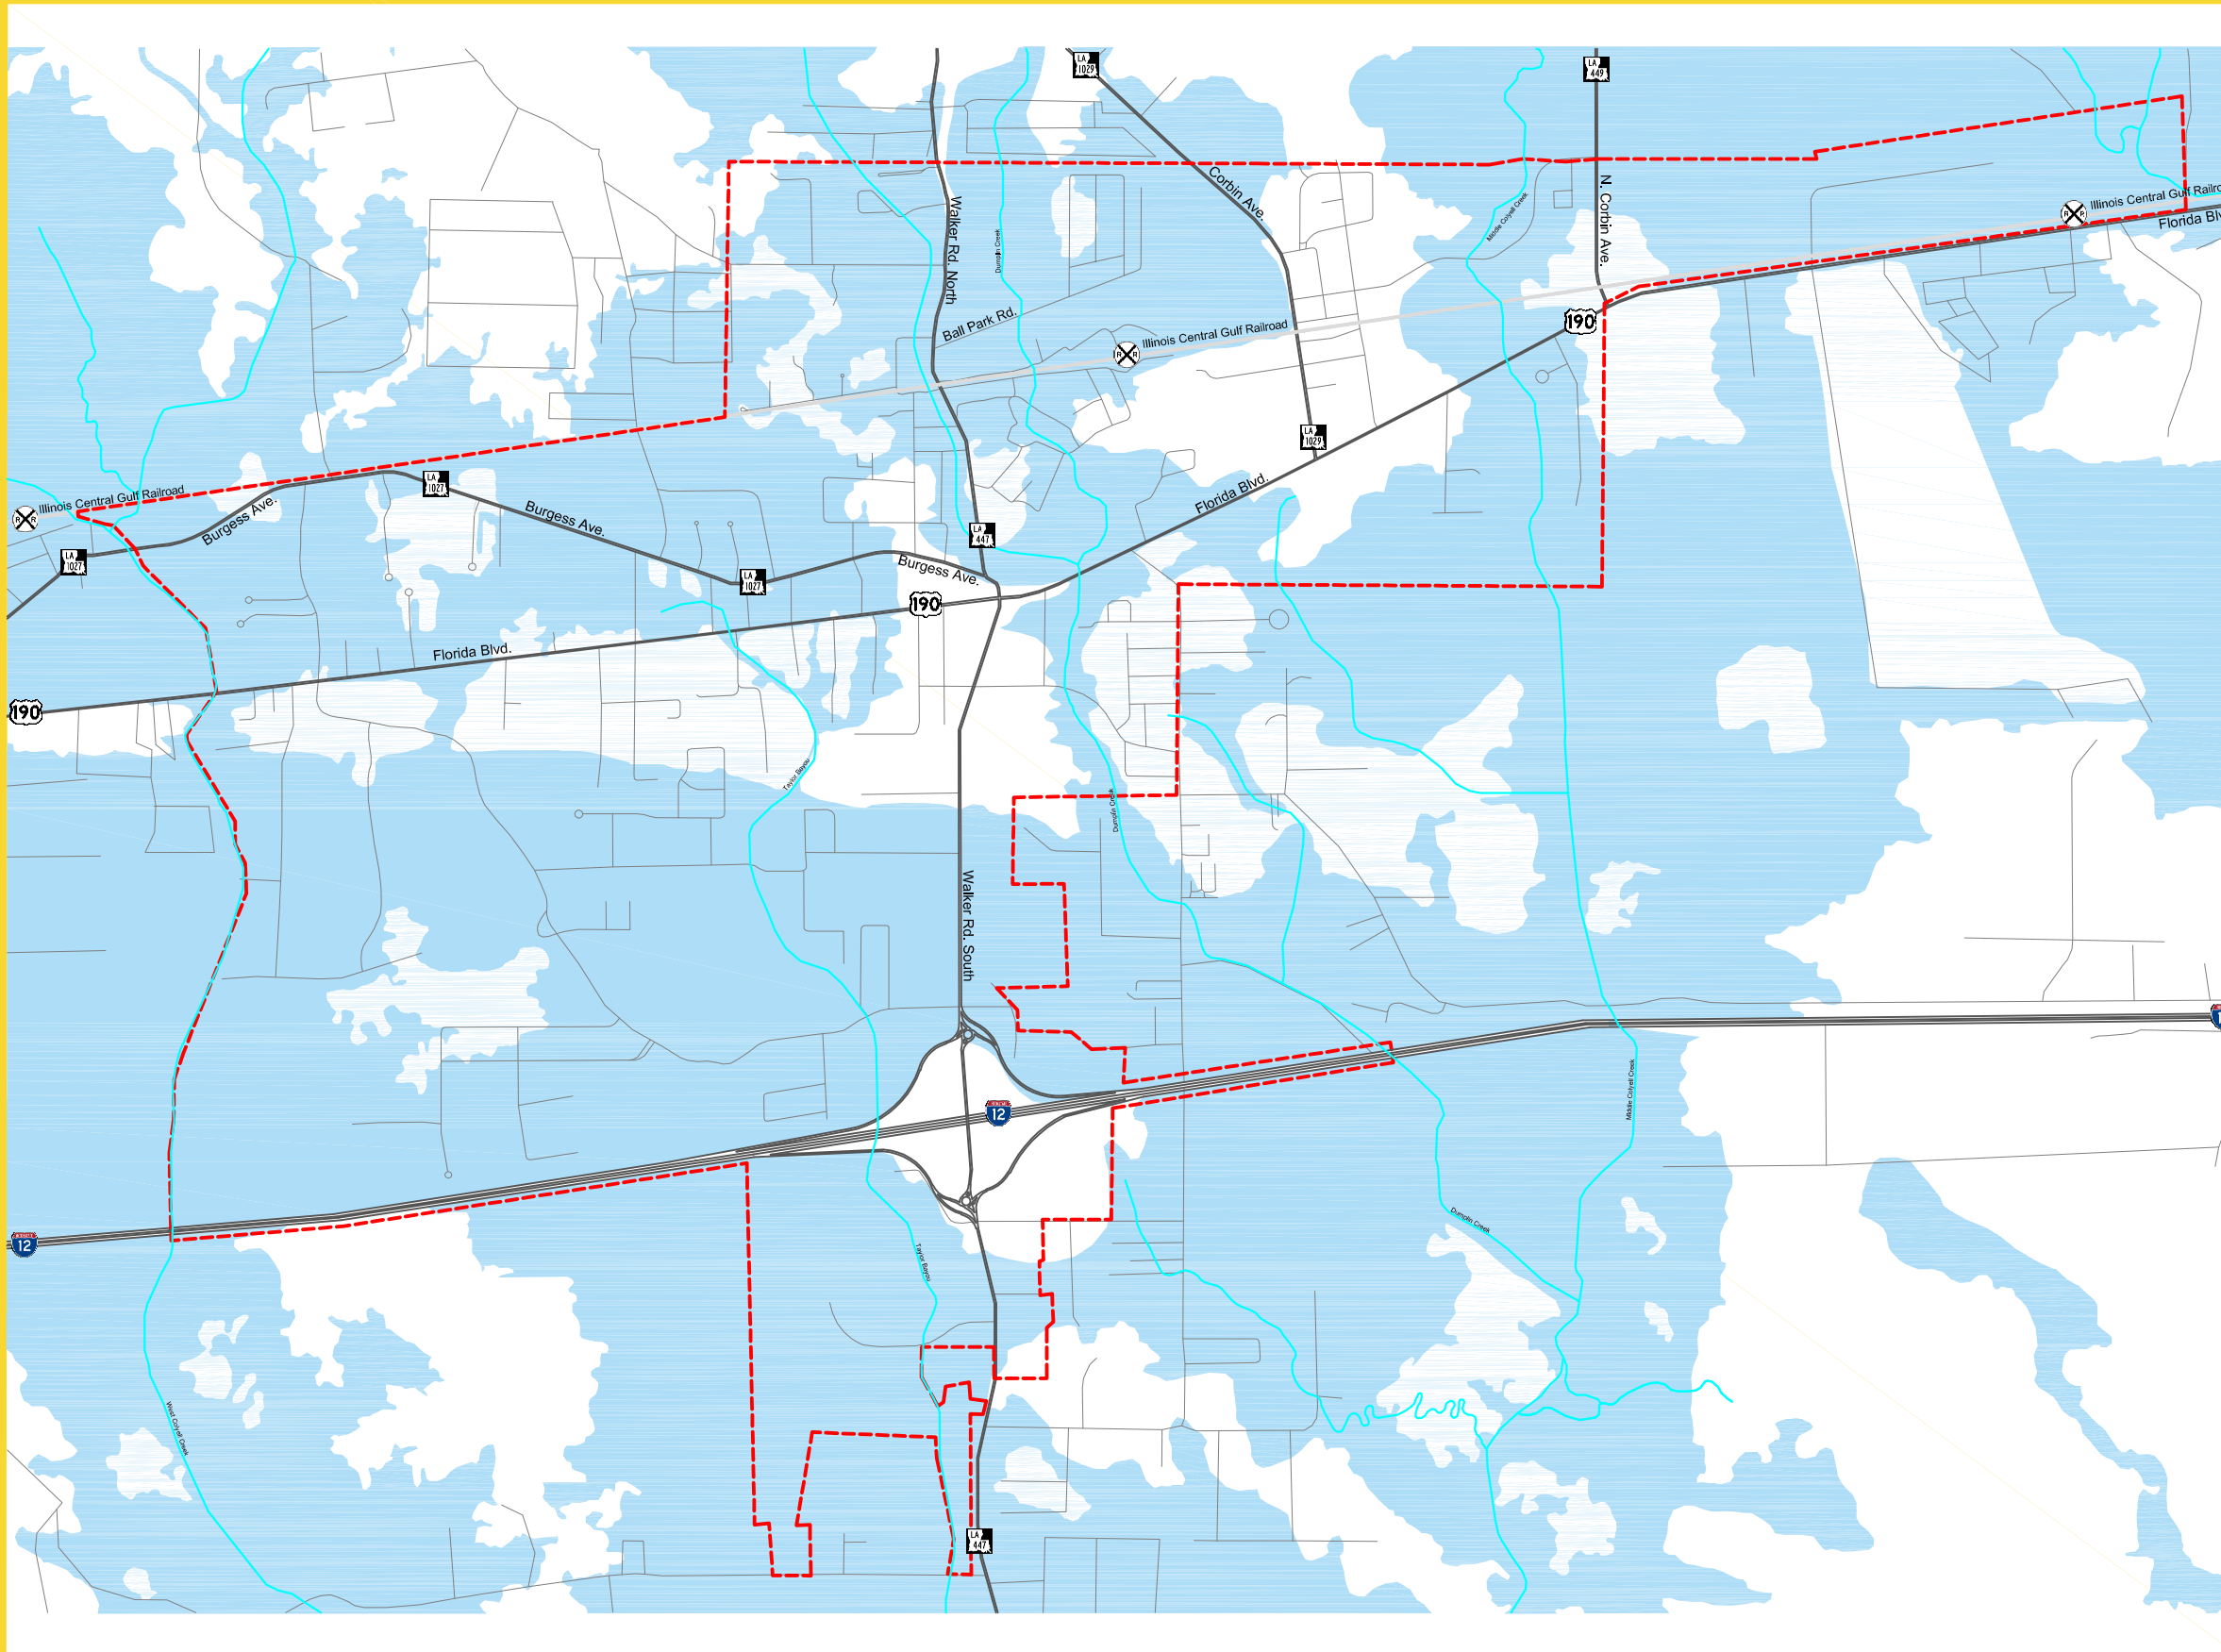 LA 1029
LA 449
Corbin Ave.
N. Corbin Ave.
Middle Colyell Creek
Illinois Central Gulf Railro
R R
Florida Blv
Walker Rd. North
Dumplin Creek
Ball Park Rd.
190
Illinois Central Gulf Railroad
R R
LA 1029
LA 1027
Illinois Central Gulf Railroad
R R
Burgess Ave.
Burgess Ave.
Florida Blvd.
LA 447
LA 1027
Burgess Ave.
LA 1027
190
Florida Blvd.
190
Taylor Bayou
Dumplin Creek
Walker Rd. South
Middle Colyell Creek
12
12
Dumplin Creek
Taylor Bayou
West Colyell Creek
LA 447